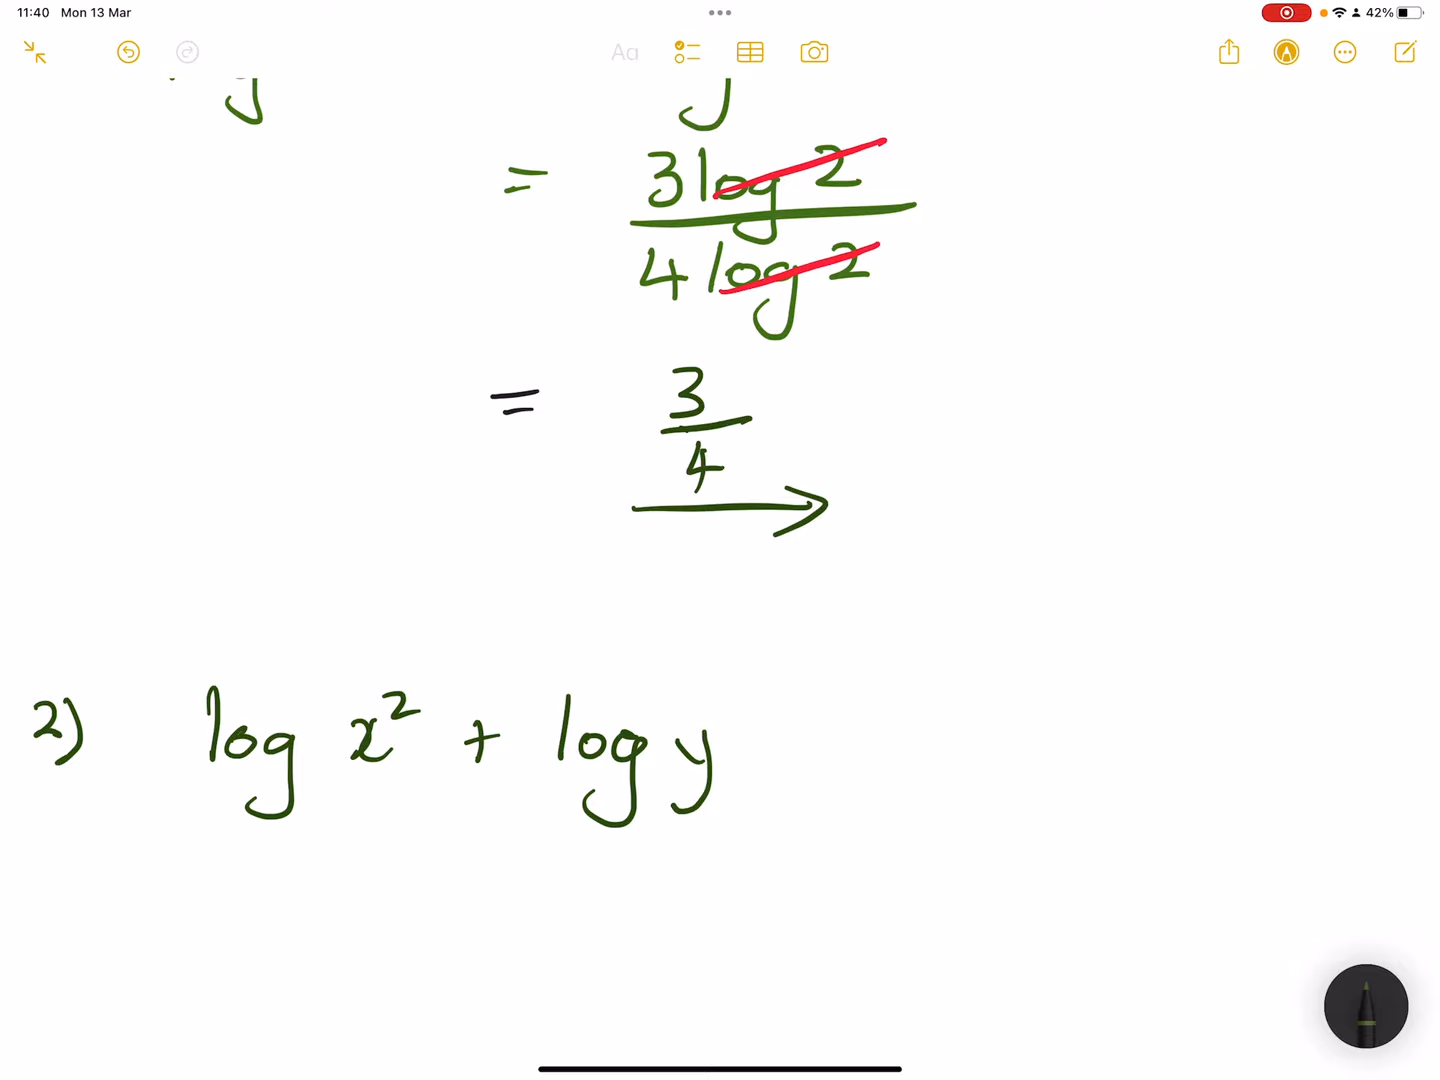 11:40 Mon 13 Mar 42%
Aa
= 3 log 2
4 log 2
= 3
4
2) log x² + log y